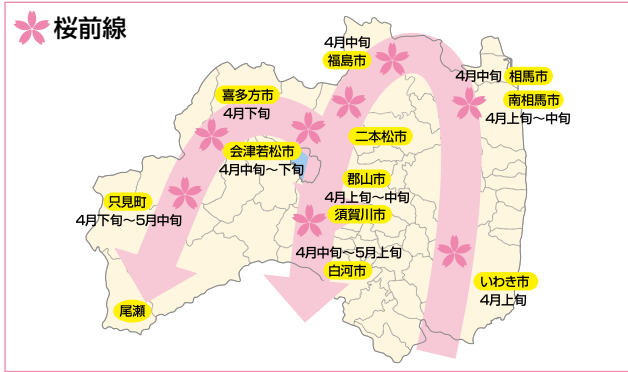 桜前線
4月中旬
福島市
4月中旬 相馬市
南相馬市
4月上旬〜中旬
喜多方市
4月下旬
二本松市
会津若松市
4月中旬〜下旬
郡山市
4月上旬〜中旬
須賀川市
只見町
4月下旬〜5月中旬
4月中旬〜5月上旬
白河市
いわき市
4月上旬
尾瀬